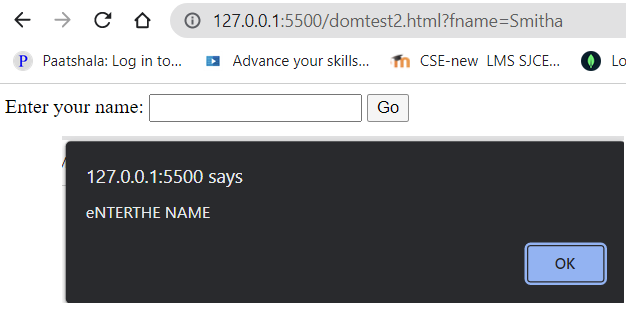 127.0.0.1:5500/domtest2.html?fname=Smitha
P Paatshala: Log in to... Advance your skills... CSE-new LMS SJCE... Lo
Enter your name: Go
127.0.0.1:5500 says
eNTERTHE NAME
OK